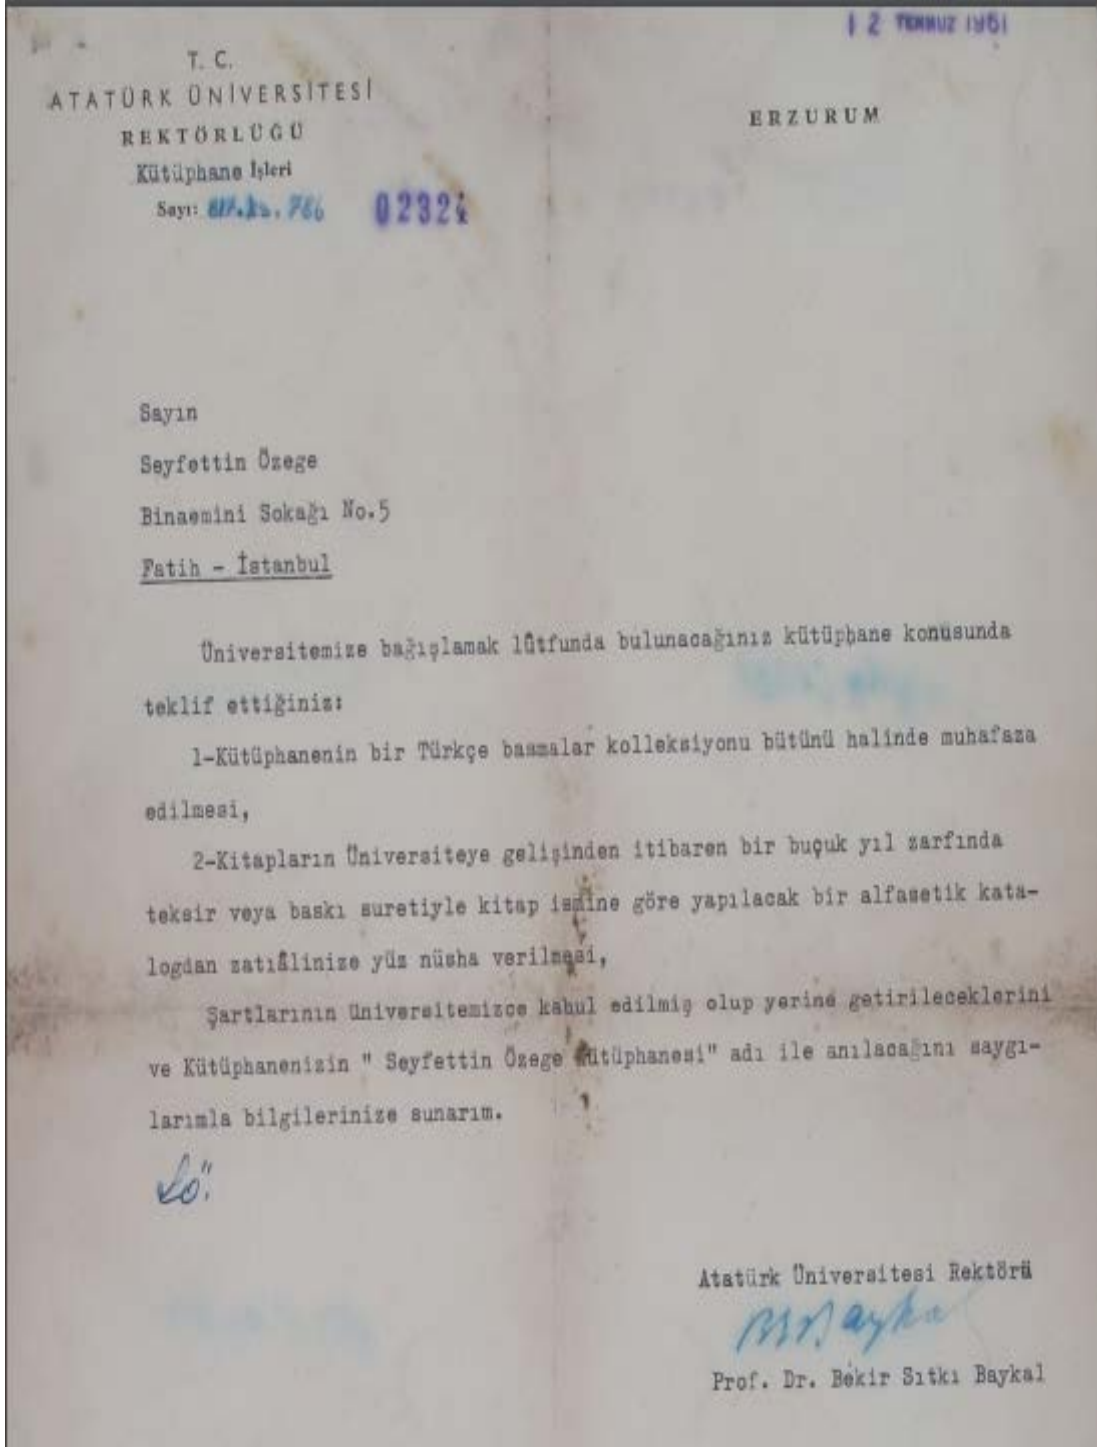 12 TEMMUZ 1961
T. C.
ATATÜRK ÜNİVERSİTESİ
REKTÖRLÜĞÜ
ERZURUM
Kütüphane İşleri
Sayı: 786 02324
Sayın
Seyfettin Özege
Binaemini Sokağı No.5
Fatih - İstanbul
Üniversitemize bağışlamak lûtfunda bulunacağınız kütüphane konusunda
teklif ettiğiniz:
1-Kütüphanenin bir Türkçe basmalar kolleksiyonu bütünü halinde muhafaza
edilmesi,
2-Kitapların Üniversiteye gelişinden itibaren bir buçuk yıl zarfında
teksir veya baskı suretiyle kitap ismine göre yapılacak bir alfasetik kata-
logdan zatıâlinize yüz nüsha verilmesi,
Şartlarının Üniversitemizce kabul edilmiş olup yerine getirileceklerini
ve Kütüphanenizin " Seyfettin Özege Kütüphanesi" adı ile anılacağını saygı-
larımla bilgilerinize sunarım.
Atatürk Üniversitesi Rektörü
BSBaykal
Prof. Dr. Bekir Sıtkı Baykal